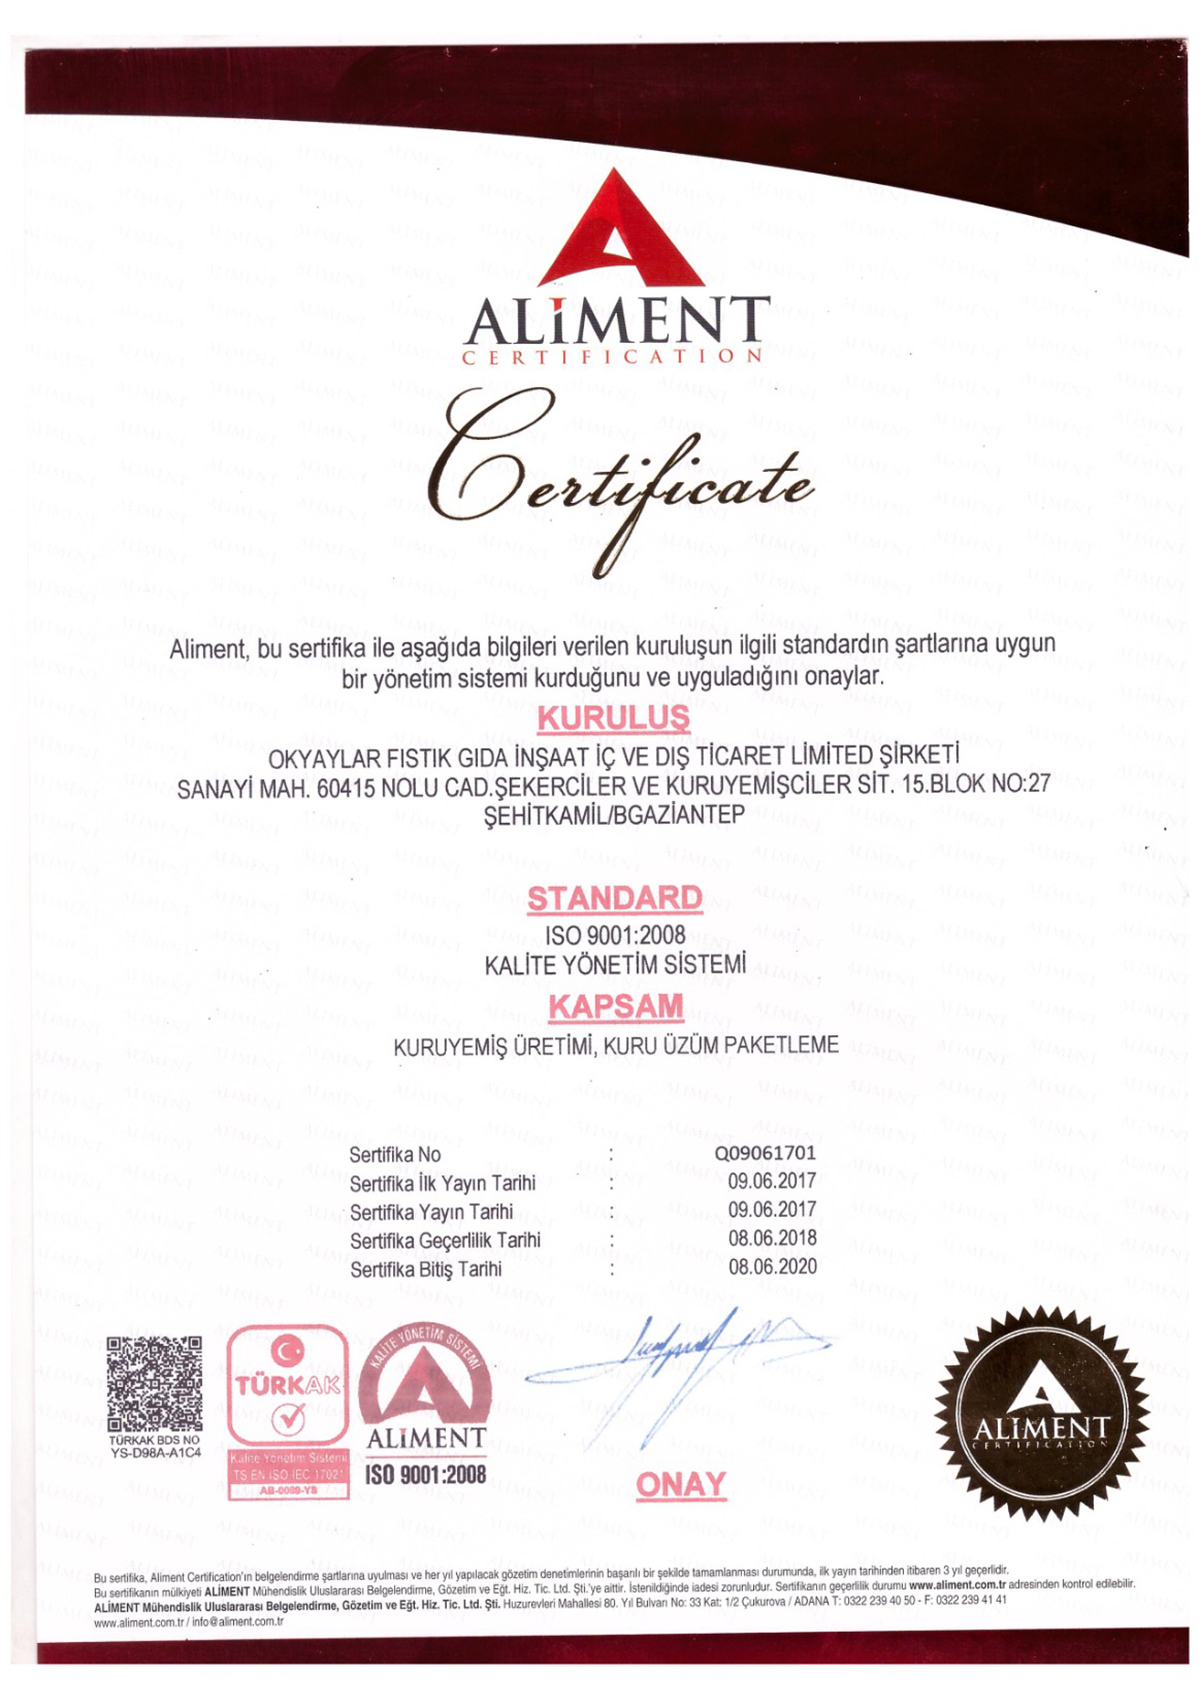 ALİMENT
CERTIFICATION
Certificate
Aliment, bu sertifika ile aşağıda bilgileri verilen kuruluşun ilgili standardın şartlarına uygun
bir yönetim sistemi kurduğunu ve uyguladığını onaylar.
KURULUŞ
OKYAYLAR FISTIK GIDA İNŞAAT İÇ VE DIŞ TİCARET LİMİTED ŞİRKETİ
SANAYİ MAH. 60415 NOLU CAD.ŞEKERCİLER VE KURUYEMİŞCİLER SİT. 15.BLOK NO:27
ŞEHİTKAMİL/BGAZİANTEP
STANDARD
ISO 9001:2008
KALİTE YÖNETİM SİSTEMİ
KAPSAM
KURUYEMİŞ ÜRETİMİ, KURU ÜZÜM PAKETLEME
Sertifika No : Q09061701
Sertifika İlk Yayın Tarihi : 09.06.2017
Sertifika Yayın Tarihi : 09.06.2017
Sertifika Geçerlilik Tarihi : 08.06.2018
Sertifika Bitiş Tarihi : 08.06.2020
TÜRKAK BDS NO
YS-D98A-A1C4
TÜRKAK
Kalite Yönetim Sistemi
TS EN ISO IEC 17021
AB-0089-YS
KALİTE YÖNETİM SİSTEMİ
ALİMENT
ISO 9001:2008
ONAY
ALİMENT
CERTIFICATION
Bu sertifika, Aliment Certification'ın belgelendirme şartlarına uyulması ve her yıl yapılacak gözetim denetimlerinin başarılı bir şekilde tamamlanması durumunda, ilk yayın tarihinden itibaren 3 yıl geçerlidir.
Bu sertifikanın mülkiyeti ALİMENT Mühendislik Uluslararası Belgelendirme, Gözetim ve Eğt. Hiz. Tic. Ltd. Şti.'ye aittir. İstenildiğinde iadesi zorunludur. Sertifikanın geçerlilik durumu www.aliment.com.tr adresinden kontrol edilebilir.
ALİMENT Mühendislik Uluslararası Belgelendirme, Gözetim ve Eğt. Hiz. Tic. Ltd. Şti. Huzurevleri Mahallesi 80. Yıl Bulvarı No: 33 Kat: 1/2 Çukurova / ADANA T: 0322 239 40 50 - F: 0322 239 41 41
www.aliment.com.tr / info@aliment.com.tr